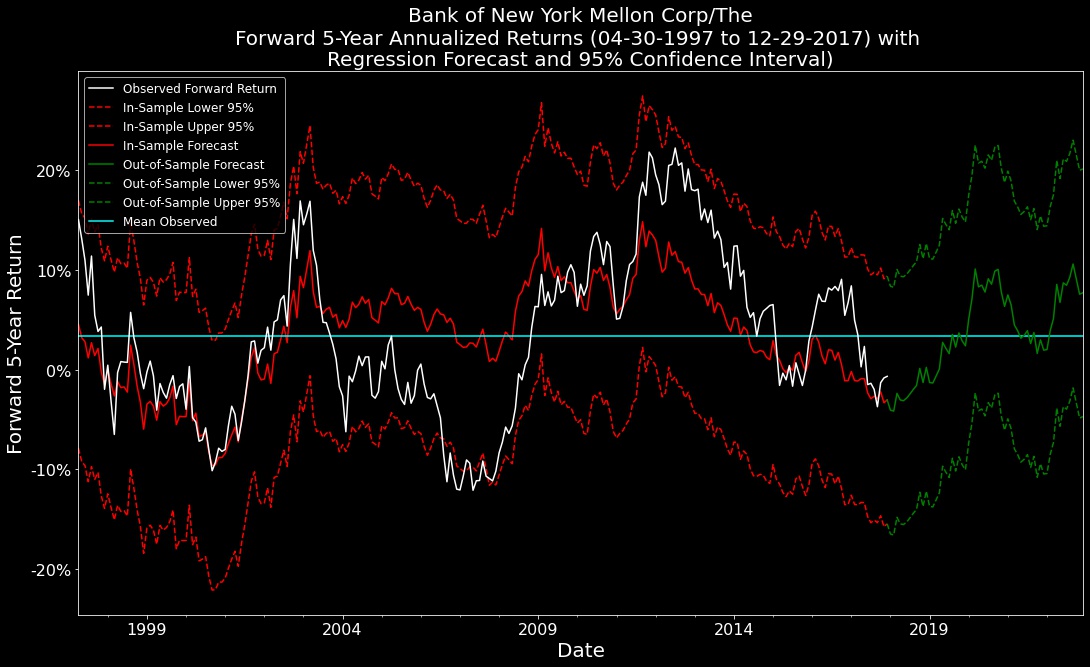 Bank of New York Mellon Corp/The
Forward 5-Year Annualized Returns (04-30-1997 to 12-29-2017) with
Regression Forecast and 95% Confidence Interval)
Observed Forward Return
In-Sample Lower 95%
In-Sample Upper 95%
In-Sample Forecast
Out-of-Sample Forecast
Out-of-Sample Lower 95%
Out-of-Sample Upper 95%
Mean Observed
Forward 5-Year Return
20%
10%
0%
-10%
-20%
1999
2004
2009
2014
2019
Date